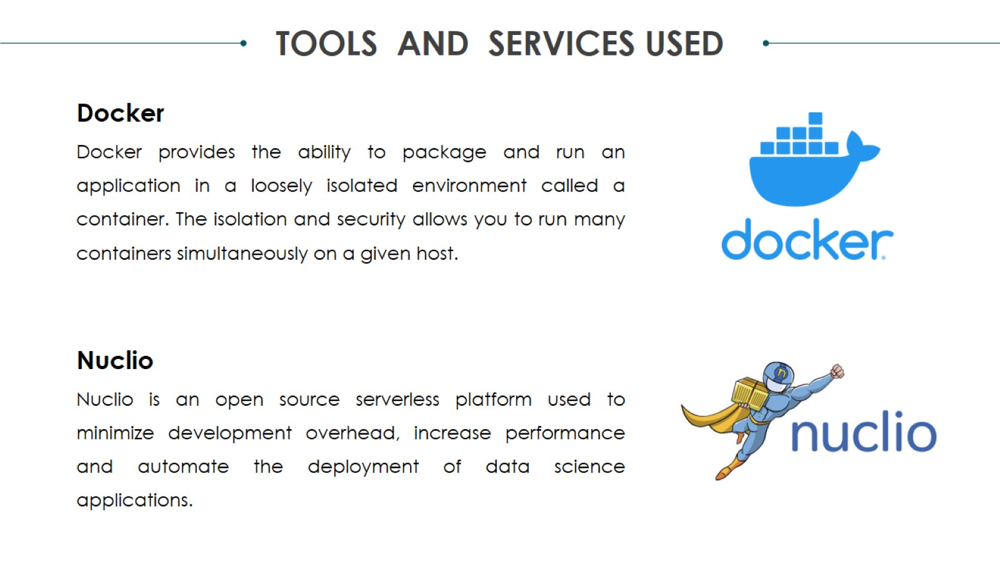 TOOLS AND SERVICES USED
Docker
Docker provides the ability to package and run an
application in a loosely isolated environment called a
container. The isolation and security allows you to run many
containers simultaneously on a given host.
docker
Nuclio
Nuclio is an open source serverless platform used to
minimize development overhead, increase performance
and automate the deployment of data science
applications.
n
nuclio